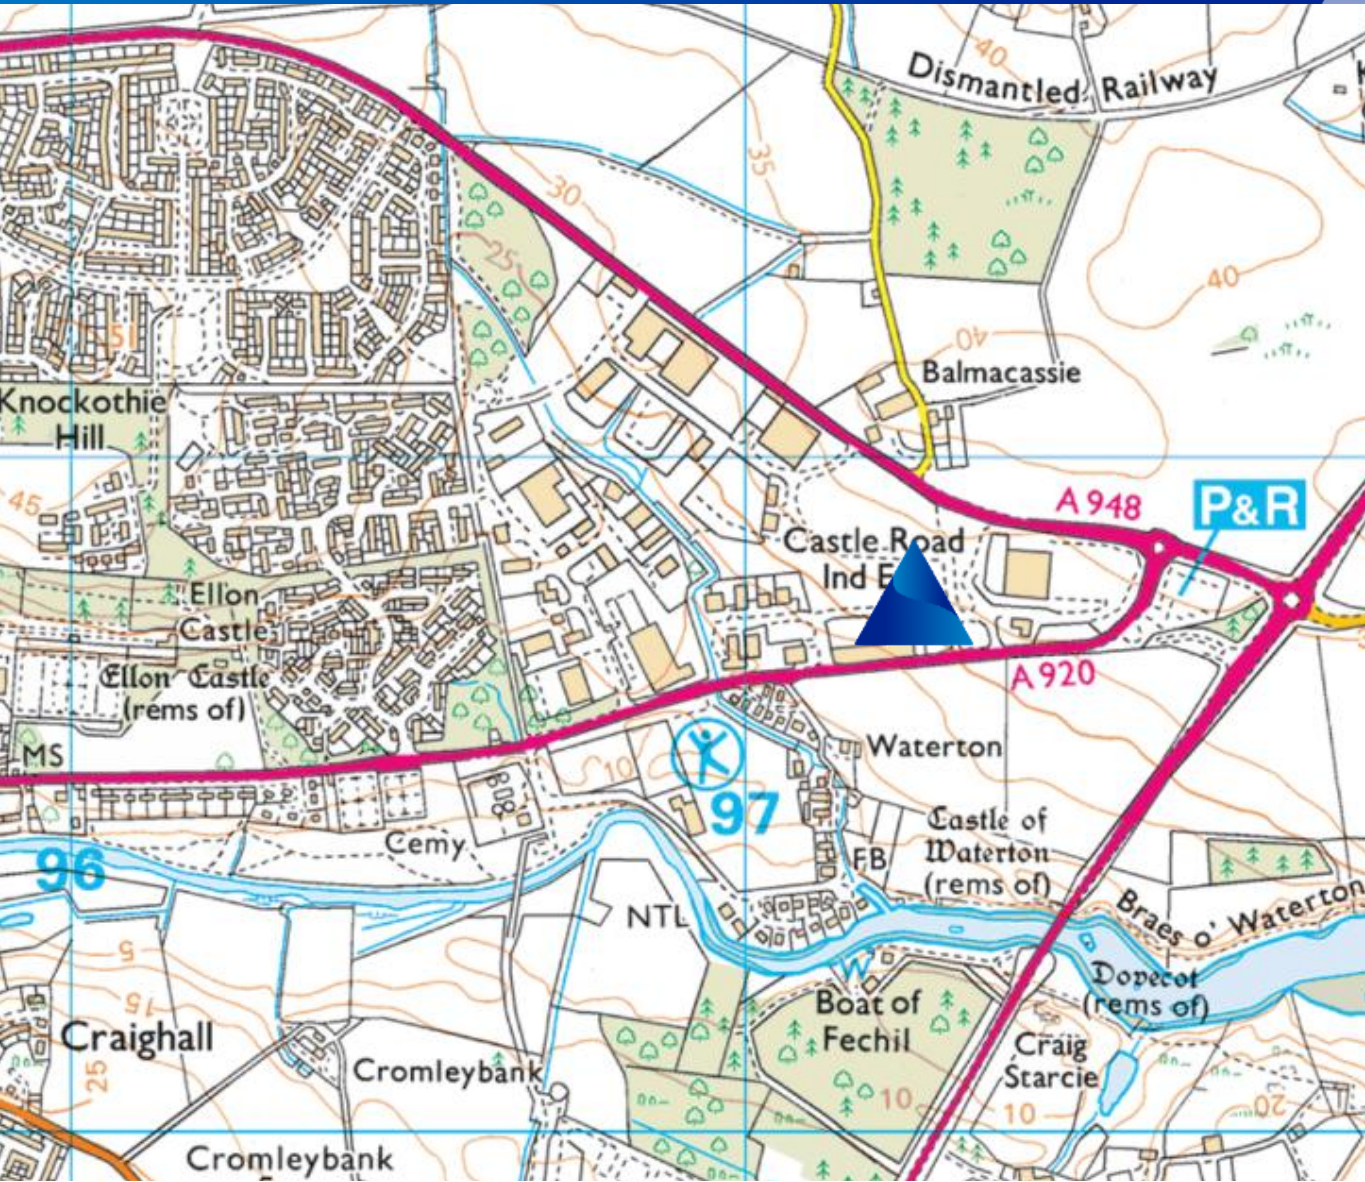 Dismantled Railway
40
35
30
25
40
40
51
Balmacassie
Knockothie
Hill
45
A 948
P&R
Castle Road
Ind E
Ellon
Castle
Ellon Castle
(rems of)
A 920
MS
10
Waterton
97
Castle of
Waterton
(rems of)
Cemy
FB
96
NTL
Braes o' Waterton
5
W
Dopecot
(rems of)
15
Boat of
Fechil
Craighall
Craig
Starcie
25
Cromleybank
10
10
20
Cromleybank